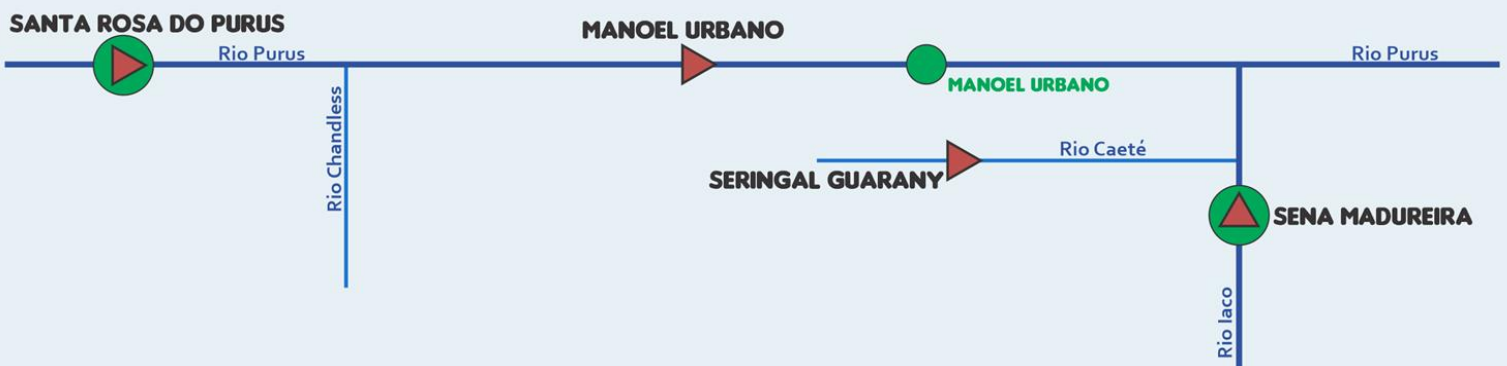 SANTA ROSA DO PURUS
MANOEL URBANO
Rio Purus
Rio Purus
MANOEL URBANO
Rio Chandless
Rio Caeté
SERINGAL GUARANY
SENA MADUREIRA
Rio Iaco